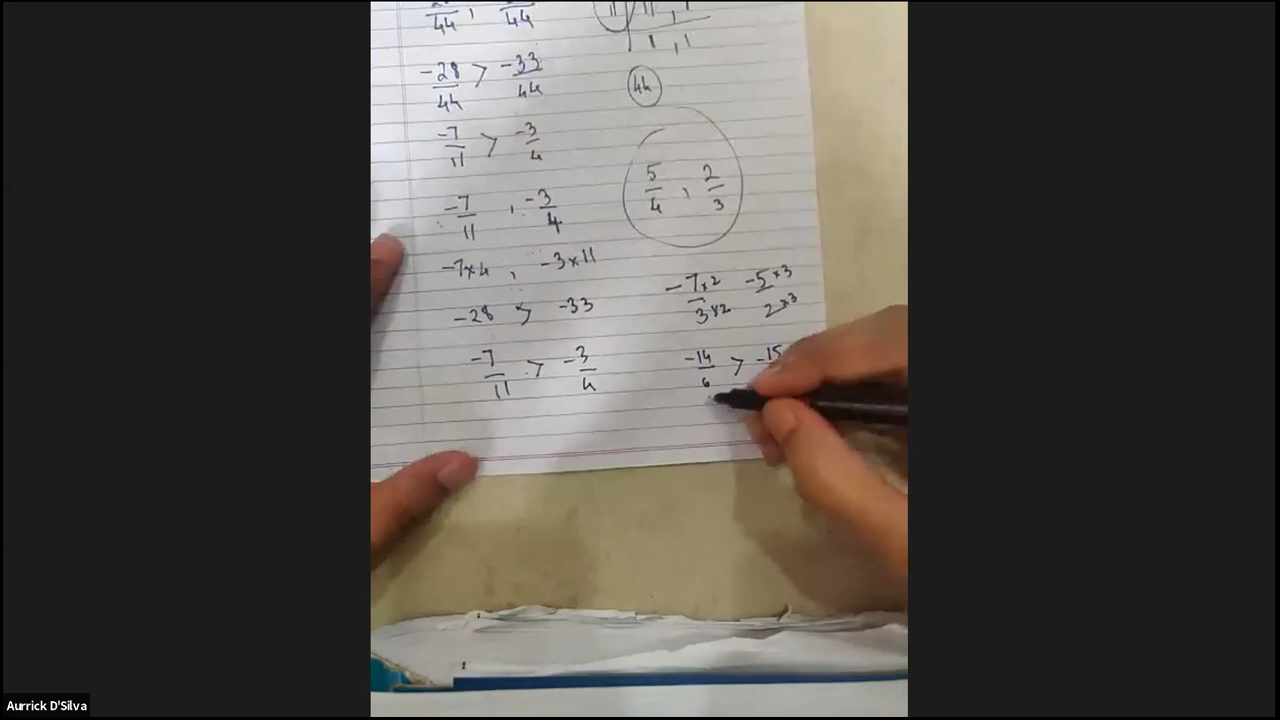 44 , 44
-28/44 > -33/44
44
-7/11 > -3/4
5/4 , 2/3
-7/11 , -3/4
-7×4 , -3×11
-7×2/3×2 -5×3/2×3
-28 > -33
-14/6 > -15
-7/11 > -3/4
Aurrick D'Silva